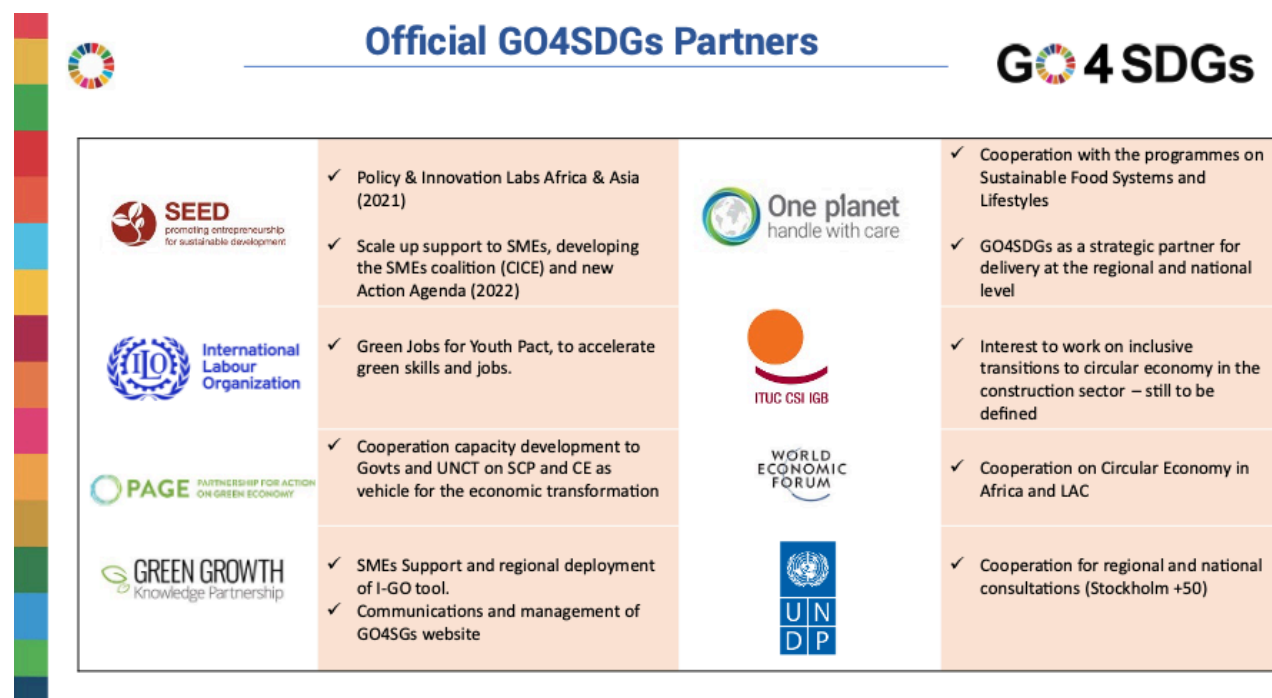 Official GO4SDGs Partners
GO4SDGs
SEED
promoting entrepreneurship
for sustainable development
✓ Policy & Innovation Labs Africa & Asia
(2021)
✓ Scale up support to SMEs, developing
the SMEs coalition (CICE) and new
Action Agenda (2022)
One planet
handle with care
✓ Cooperation with the programmes on
Sustainable Food Systems and
Lifestyles
✓ GO4SDGs as a strategic partner for
delivery at the regional and national
level
ILO
International
Labour
Organization
✓ Green Jobs for Youth Pact, to accelerate
green skills and jobs.
ITUC CSI IGB
✓ Interest to work on inclusive
transitions to circular economy in the
construction sector – still to be
defined
PAGE
PARTNERSHIP FOR ACTION
ON GREEN ECONOMY
✓ Cooperation capacity development to
Govts and UNCT on SCP and CE as
vehicle for the economic transformation
WORLD
ECONOMIC
FORUM
✓ Cooperation on Circular Economy in
Africa and LAC
GREEN GROWTH
Knowledge Partnership
✓ SMEs Support and regional deployment
of I-GO tool.
✓ Communications and management of
GO4SGs website
U N
D P
✓ Cooperation for regional and national
consultations (Stockholm +50)